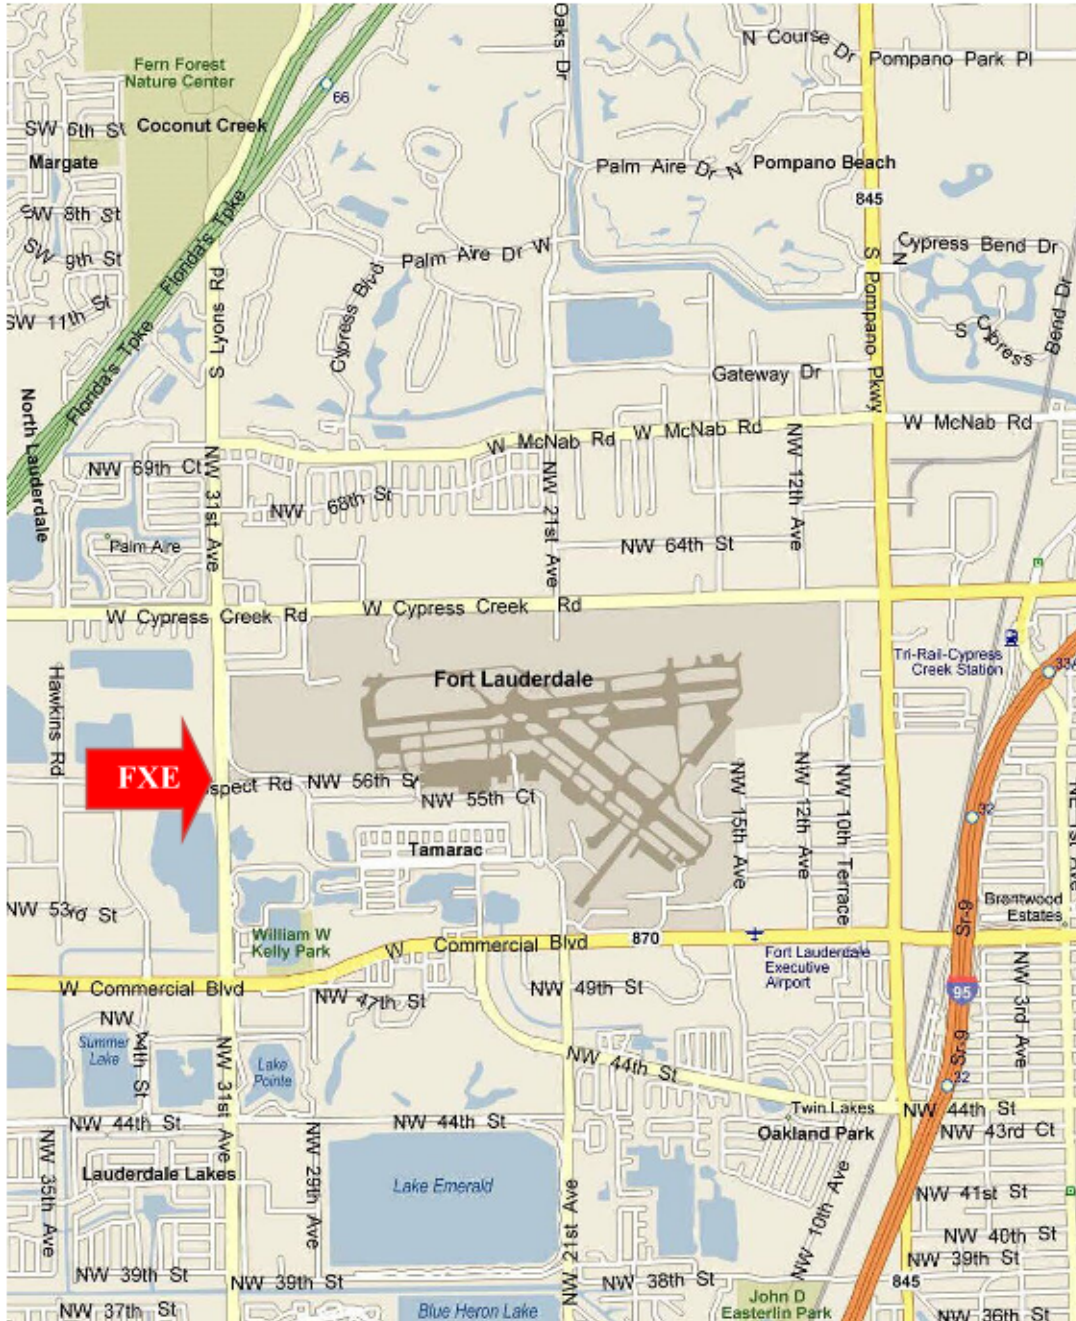 Oaks Dr
N Course Dr
Pompano Park Pl
Fern Forest
Nature Center
66
SW 6th St
Coconut Creek
Margate
Palm Aire Dr N
Pompano Beach
845
SW 8th St
Florida's Tpke
SW 9th St
Palm Aire Dr W
Cypress Bend Dr
N
S Pompano Pkwy
S Lyons Rd
Cypress Blvd
SW 11th St
Florida's Tpke
S Cypress Bend Dr
Gateway Dr
North Lauderdale
W McNab Rd
W McNab Rd
W McNab Rd
NW 69th Ct
NW 31st Ave
NW 68th St
NW 21st Ave
NW 12th Ave
Palm Aire
NW 64th St
W Cypress Creek Rd
W Cypress Creek Rd
Tri-Rail-Cypress
Creek Station
33A
Hawkins Rd
Fort Lauderdale
FXE
spect Rd
NW 56th S
NW 55th Ct
NW 15th Ave
NW 12th Ave
NW 10th Terrace
32
NE 1st Ave
Tamarac
NW 53rd St
William W
Kelly Park
W Commercial Blvd
870
Sr-9
Brentwood
Estates
Fort Lauderdale
Executive
Airport
W Commercial Blvd
NW 47th St
NW 49th St
95
NW 3rd Ave
NW 44th St
Summer
Lake
Lake
Pointe
NW 31st Ave
NW 44th St
Sr-9
32
Twin Lakes
NW 44th St
NW 44th St
NW 44th St
Oakland Park
NW 43rd Ct
NW 35th Ave
Lauderdale Lakes
NW 29th Ave
Lake Emerald
NW 21st Ave
NW 10th Ave
NW 41st St
NW 40th St
NW 39th St
NW 39th St
NW 39th St
NW 38th St
845
John D
Easterlin Park
NW 37th St
Blue Heron Lake
NW 36th St